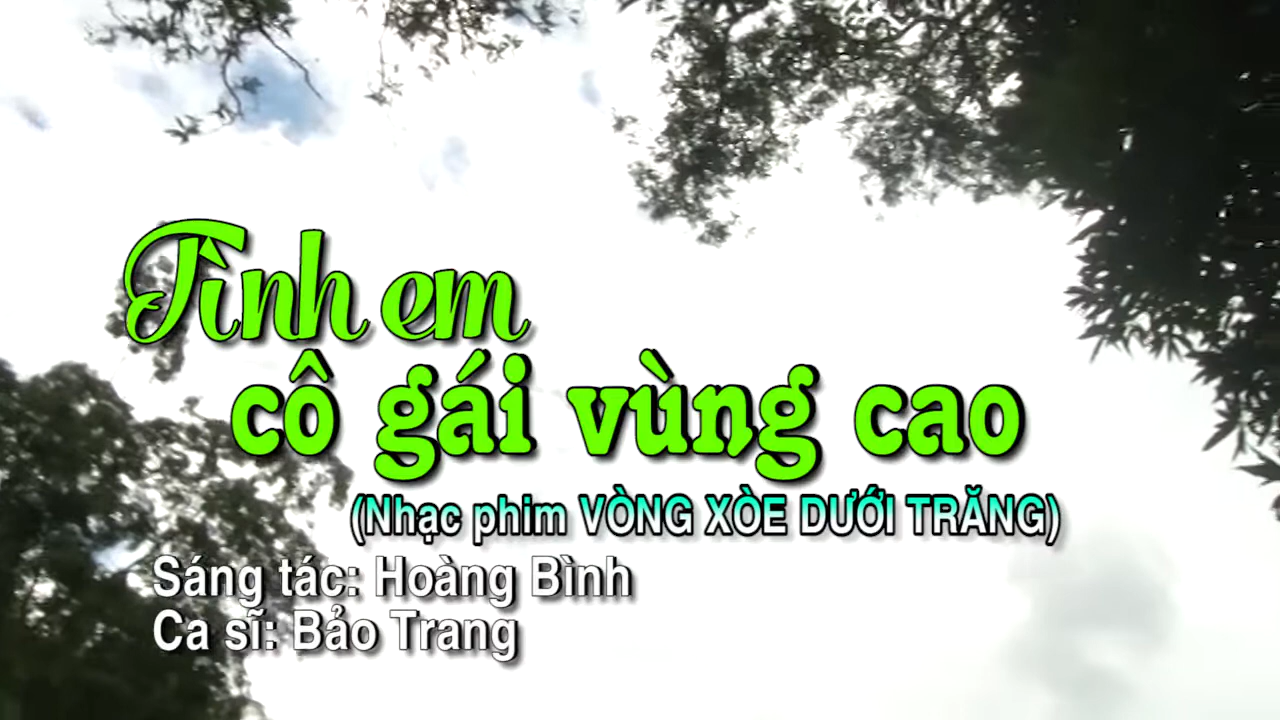 Tình em
cô gái vùng cao
(Nhạc phim VÒNG XÒE DƯỚI TRĂNG)
Sáng tác: Hoàng Bình
Ca sĩ: Bảo Trang